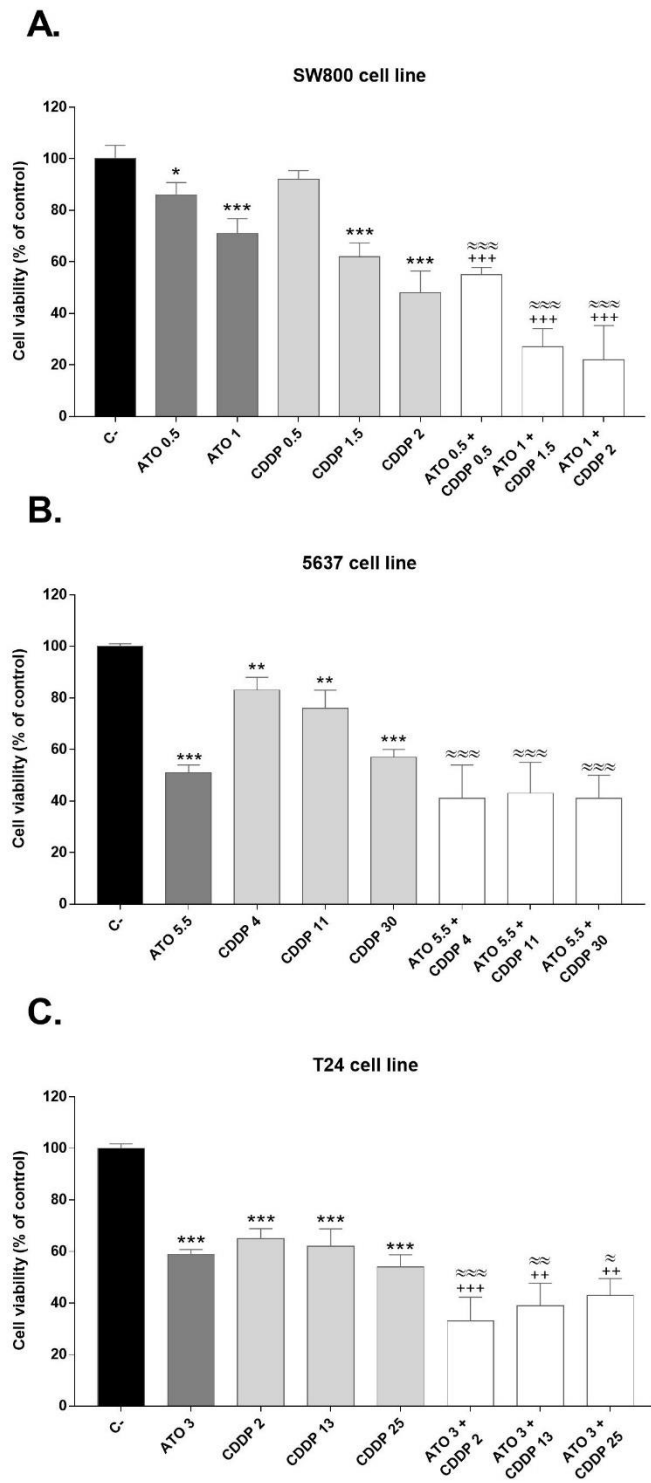 A.
SW800 cell line
Cell viability (% of control)
120
100
80
60
40
20
0
*
***
***
***
≈≈≈
+++
≈≈≈
+++
≈≈≈
+++
C-
ATO 0.5
ATO 1
CDDP 0.5
CDDP 1.5
CDDP 2
ATO 0.5 +
CDDP 0.5
ATO 1 +
CDDP 1.5
ATO 1 +
CDDP 2
B.
5637 cell line
Cell viability (% of control)
120
100
80
60
40
20
0
***
**
**
***
≈≈≈
≈≈≈
≈≈≈
C-
ATO 5.5
CDDP 4
CDDP 11
CDDP 30
ATO 5.5 +
CDDP 4
ATO 5.5 +
CDDP 11
ATO 5.5 +
CDDP 30
C.
T24 cell line
Cell viability (% of control)
120
100
80
60
40
20
0
***
***
***
***
≈≈≈
+++
≈≈
++
≈
++
C-
ATO 3
CDDP 2
CDDP 13
CDDP 25
ATO 3 +
CDDP 2
ATO 3 +
CDDP 13
ATO 3 +
CDDP 25